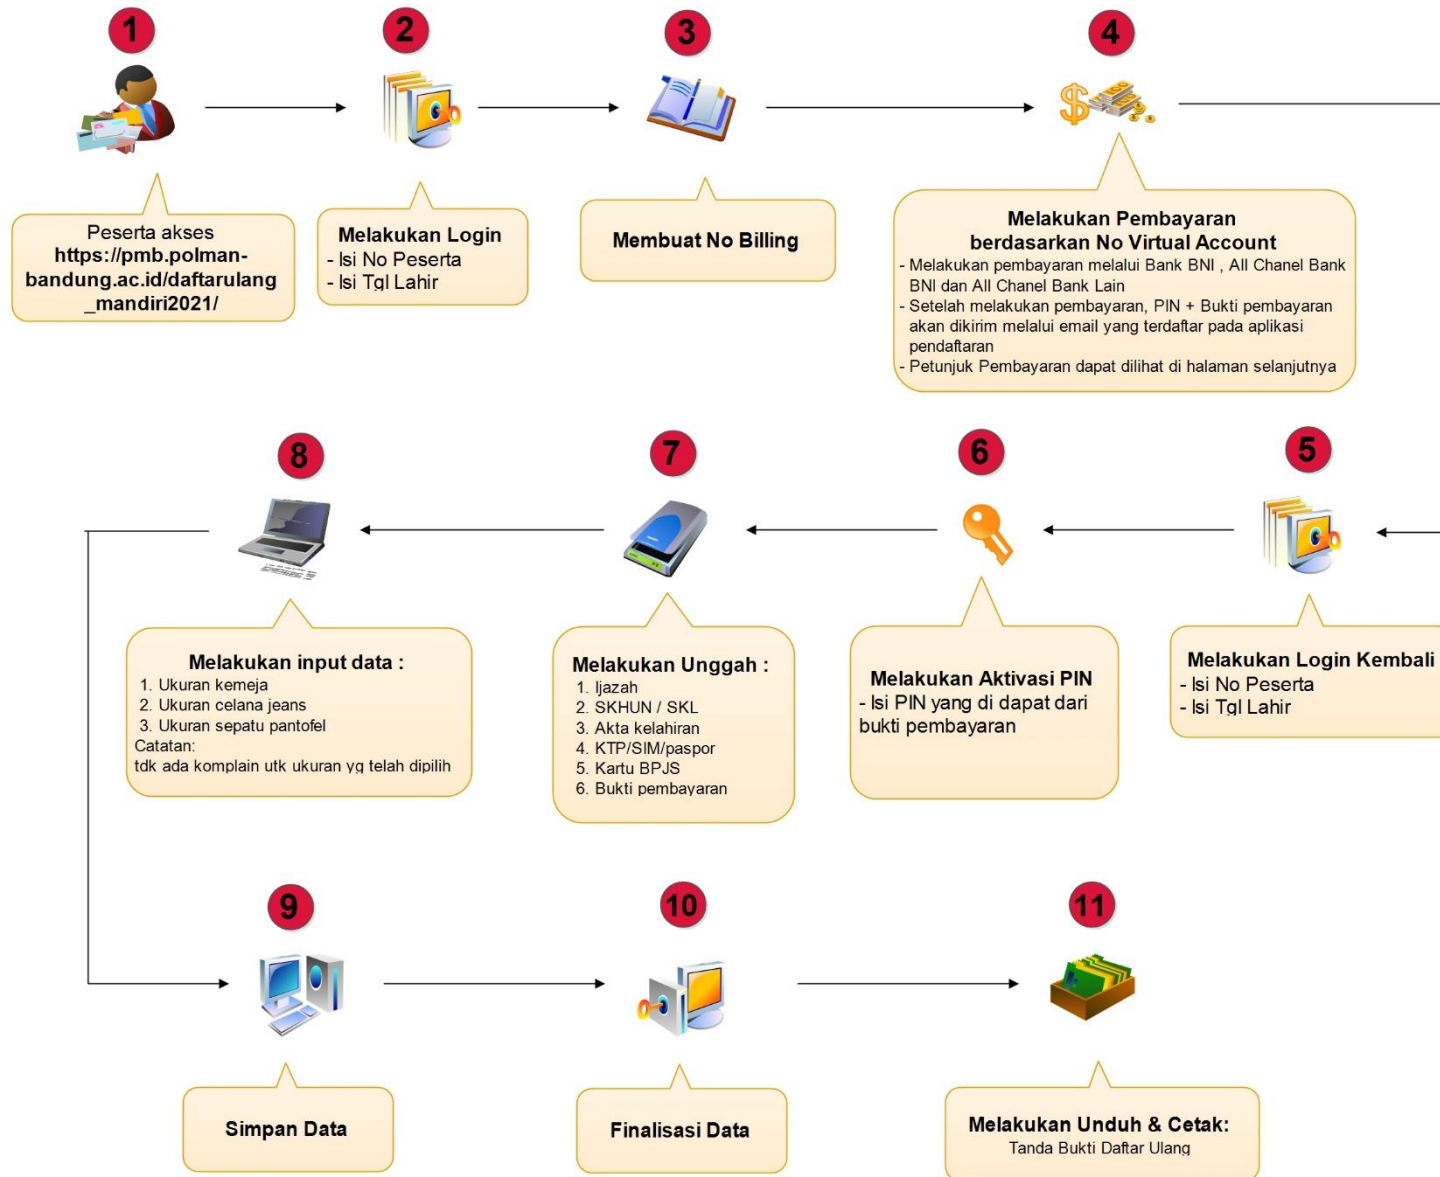 1
2
3
4
Peserta akses
https://pmb.polman-
bandung.ac.id/daftarulang
_mandiri2021/
Melakukan Login
- Isi No Peserta
- Isi Tgl Lahir
Membuat No Billing
Melakukan Pembayaran
berdasarkan No Virtual Account
- Melakukan pembayaran melalui Bank BNI , All Chanel Bank
BNI dan All Chanel Bank Lain
- Setelah melakukan pembayaran, PIN + Bukti pembayaran
akan dikirim melalui email yang terdaftar pada aplikasi
pendaftaran
- Petunjuk Pembayaran dapat dilihat di halaman selanjutnya
5
Melakukan Login Kembali
- Isi No Peserta
- Isi Tgl Lahir
6
Melakukan Aktivasi PIN
- Isi PIN yang di dapat dari
bukti pembayaran
7
Melakukan Unggah :
1. Ijazah
2. SKHUN / SKL
3. Akta kelahiran
4. KTP/SIM/paspor
5. Kartu BPJS
6. Bukti pembayaran
8
Melakukan input data :
1. Ukuran kemeja
2. Ukuran celana jeans
3. Ukuran sepatu pantofel
Catatan:
tdk ada komplain utk ukuran yg telah dipilih
9
Simpan Data
10
Finalisasi Data
11
Melakukan Unduh & Cetak:
Tanda Bukti Daftar Ulang